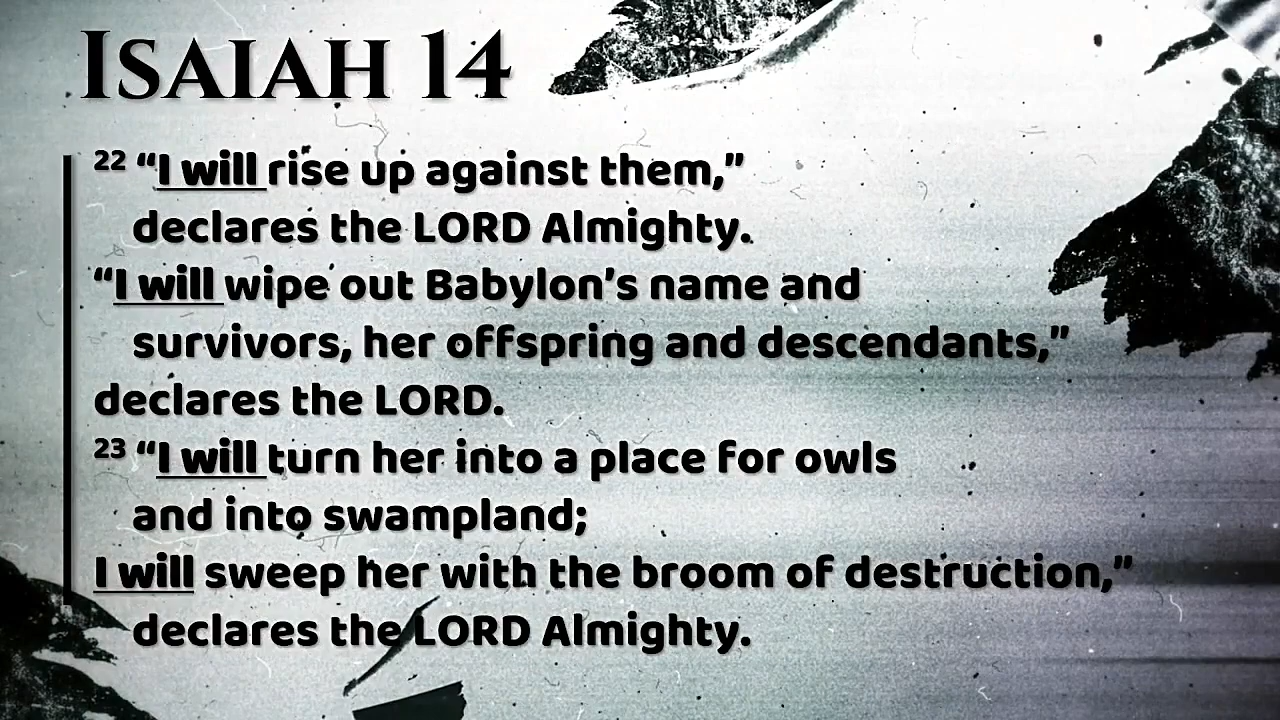 ISAIAH 14
22 “I will rise up against them,”
declares the LORD Almighty.
“I will wipe out Babylon’s name and
survivors, her offspring and descendants,”
declares the LORD.
23 “I will turn her into a place for owls
and into swampland;
I will sweep her with the broom of destruction,”
declares the LORD Almighty.